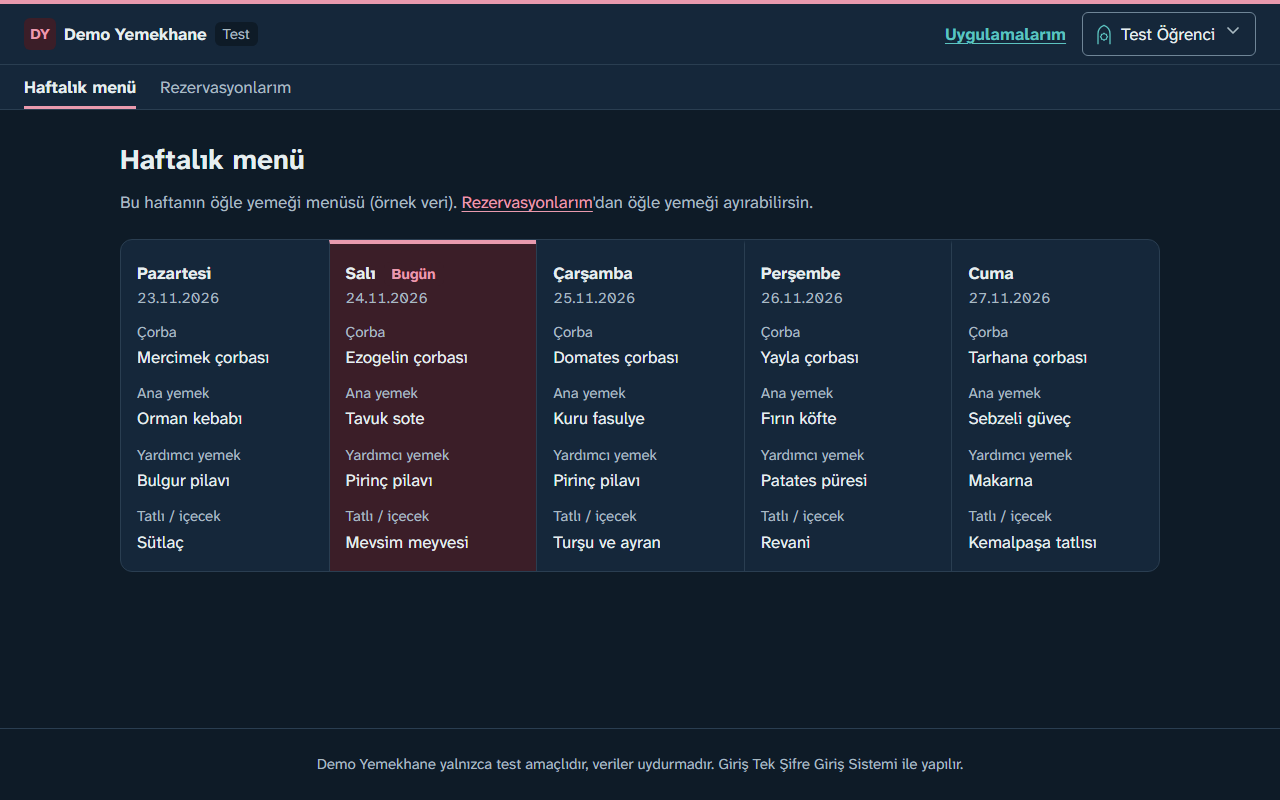 DY Demo Yemekhane Test
Uygulamalarım
Test Öğrenci
Haftalık menü
Rezervasyonlarım
Haftalık menü
Bu haftanın öğle yemeği menüsü (örnek veri). Rezervasyonlarım'dan öğle yemeği ayırabilirsin.
Pazartesi
23.11.2026
Çorba
Mercimek çorbası
Ana yemek
Orman kebabı
Yardımcı yemek
Bulgur pilavı
Tatlı / içecek
Sütlaç
Salı Bugün
24.11.2026
Çorba
Ezogelin çorbası
Ana yemek
Tavuk sote
Yardımcı yemek
Pirinç pilavı
Tatlı / içecek
Mevsim meyvesi
Çarşamba
25.11.2026
Çorba
Domates çorbası
Ana yemek
Kuru fasulye
Yardımcı yemek
Pirinç pilavı
Tatlı / içecek
Turşu ve ayran
Perşembe
26.11.2026
Çorba
Yayla çorbası
Ana yemek
Fırın köfte
Yardımcı yemek
Patates püresi
Tatlı / içecek
Revani
Cuma
27.11.2026
Çorba
Tarhana çorbası
Ana yemek
Sebzeli güveç
Yardımcı yemek
Makarna
Tatlı / içecek
Kemalpaşa tatlısı
Demo Yemekhane yalnızca test amaçlıdır, veriler uydurmadır. Giriş Tek Şifre Giriş Sistemi ile yapılır.